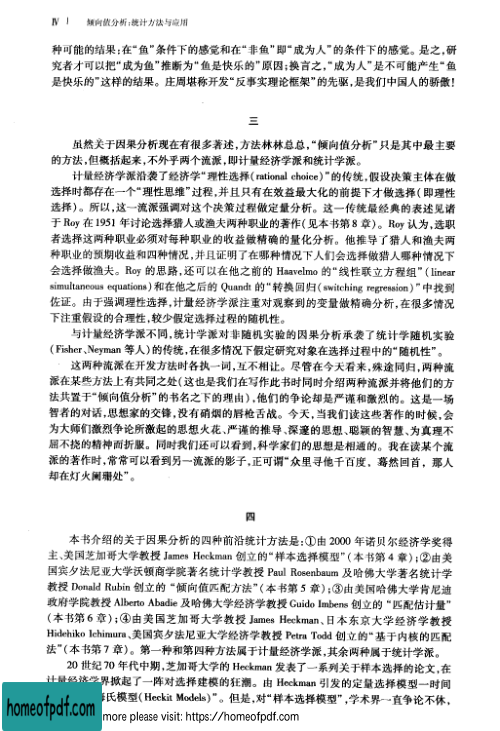 Ⅳ | 倾向值分析:统计方法与应用
种可能的结果:在“鱼”条件下的感觉和在“非鱼”即“成为人”的条件下的感觉。是之,研
究者才可以把“成为鱼”推断为“鱼是快乐的”原因;换言之,“成为人”是不可能产生“鱼
是快乐的”这样的结果。庄周堪称开发“反事实理论框架”的先驱,是我们中国人的骄傲!
三
虽然关于因果分析现在有很多著述,方法林林总总,“倾向值分析”只是其中最主要
的方法,但概括起来,不外乎两个流派,即计量经济学派和统计学派。
计量经济学派沿袭了经济学“理性选择(rational choice)”的传统,假设决策主体在做
选择时都存在一个“理性思维”过程,并且只有在效益最大化的前提下才做选择(即理性
选择)。所以,这一流派强调对这个决策过程做定量分析。这一传统最经典的表述见诸
于 Roy 在 1951 年讨论选择猎人或渔夫两种职业的著作(见本书第 8 章)。Roy 认为,选职
者选择这两种职业必须对每种职业的收益做精确的量化分析。他推导了猎人和渔夫两
种职业的预期收益和四种情况,并且证明了在哪种情况下人们会选择做猎人哪种情况下
会选择做渔夫。Roy 的思路,还可以在他之前的 Haavelmo 的“线性联立方程组”(linear
simultaneous equations)和在他之后的 Quandt 的“转换回归(switching regression)”中找到
佐证。由于强调理性选择,计量经济学派注重对观察到的变量做精确分析,在很多情况
下注重假设的合理性,较少假定选择过程的随机性。
与计量经济学派不同,统计学派对非随机实验的因果分析承袭了统计学随机实验
(Fisher、Neyman 等人)的传统,在很多情况下假定研究对象在选择过程中的“随机性”。
这两种流派在开发方法时各执一词,互不相让。尽管在今天看来,殊途同归,两种流
派在某些方法上有共同之处(这也是我们在写作此书时同时介绍两种流派并将他们的方
法共置于“倾向值分析”的书名之下的理由),他们的争论却是严谨和激烈的。这是一场
智者的对话,思想家的交锋,没有硝烟的唇枪舌战。今天,当我们读这些著作的时候,会
为大师们激烈争论所激起的思想火花、严谨的推导、深邃的思想、聪颖的智慧、为真理不
屈不挠的精神而折服。同时我们还可以看到,科学家们的思想是相通的。我在读某个流
派的著作时,常常可以看到另一流派的影子,正可谓“众里寻他千百度, 蓦然回首, 那人
却在灯火阑珊处”。
四
本书介绍的关于因果分析的四种前沿统计方法是:①由 2000 年诺贝尔经济学奖得
主、美国芝加哥大学教授 James Heckman 创立的“样本选择模型”(本书第 4 章);②由美
国宾夕法尼亚大学沃顿商学院著名统计学教授 Paul Rosenbaum 及哈佛大学著名统计学
教授 Donald Rubin 创立的“倾向值匹配方法”(本书第 5 章);③由美国哈佛大学肯尼迪
政府学院教授 Alberto Abadie 及哈佛大学经济学教授 Guido Imbens 创立的“匹配估计量”
(本书第 6 章);④由美国芝加哥大学教授 James Heckman、日本东京大学经济学教授
Hidehiko Ichimura、美国宾夕法尼亚大学经济学教授 Petra Todd 创立的“基于内核的匹配
法”(本书第 7 章)。第一种和第四种方法属于计量经济学派,其余两种属于统计学派。
20 世纪 70 年代中期,芝加哥大学的 Heckman 发表了一系列关于样本选择的论文,在
计量经济学界掀起了一阵对选择建模的狂潮。由 Heckman 引发的定量选择模型一时间
氏模型(Heckit Models)”。但是,对“样本选择模型”,学术界一直争论不休,
homeofpdf.com
more please visit: https://homeofpdf.com